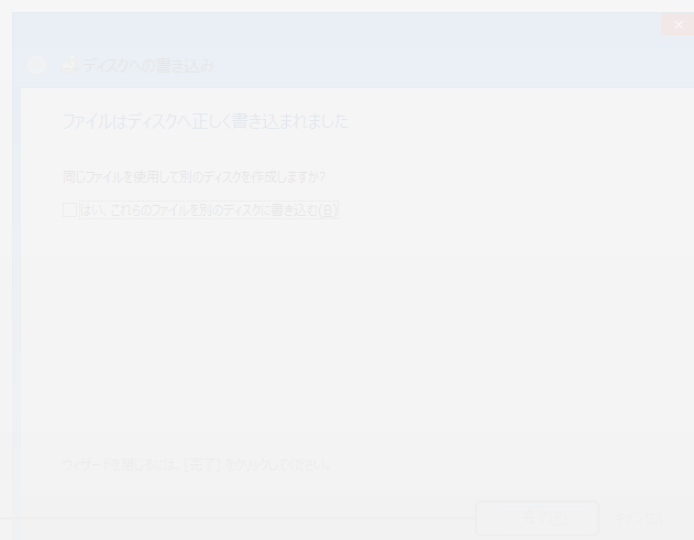 ディスクへの書き込み
ファイルはディスクへ正しく書き込まれました
同じファイルを使用して別のディスクを作成しますか?
はい、これらのファイルを別のディスクに書き込む(B)
ウィザードを閉じるには、[完了] をクリックしてください。
完了(F)